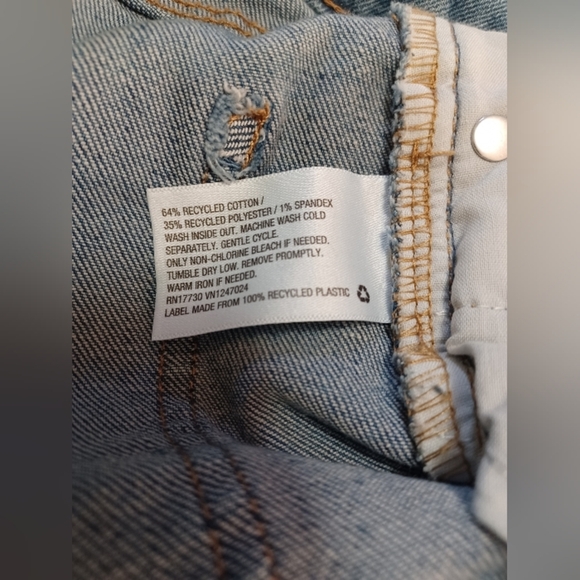 64% RECYCLED COTTON /
35% RECYCLED POLYESTER / 1% SPANDEX
WASH INSIDE OUT. MACHINE WASH COLD
SEPARATELY. GENTLE CYCLE.
ONLY NON-CHLORINE BLEACH IF NEEDED.
TUMBLE DRY LOW. REMOVE PROMPTLY.
WARM IRON IF NEEDED.
RN17730 VN1247024
LABEL MADE FROM 100% RECYCLED PLASTIC